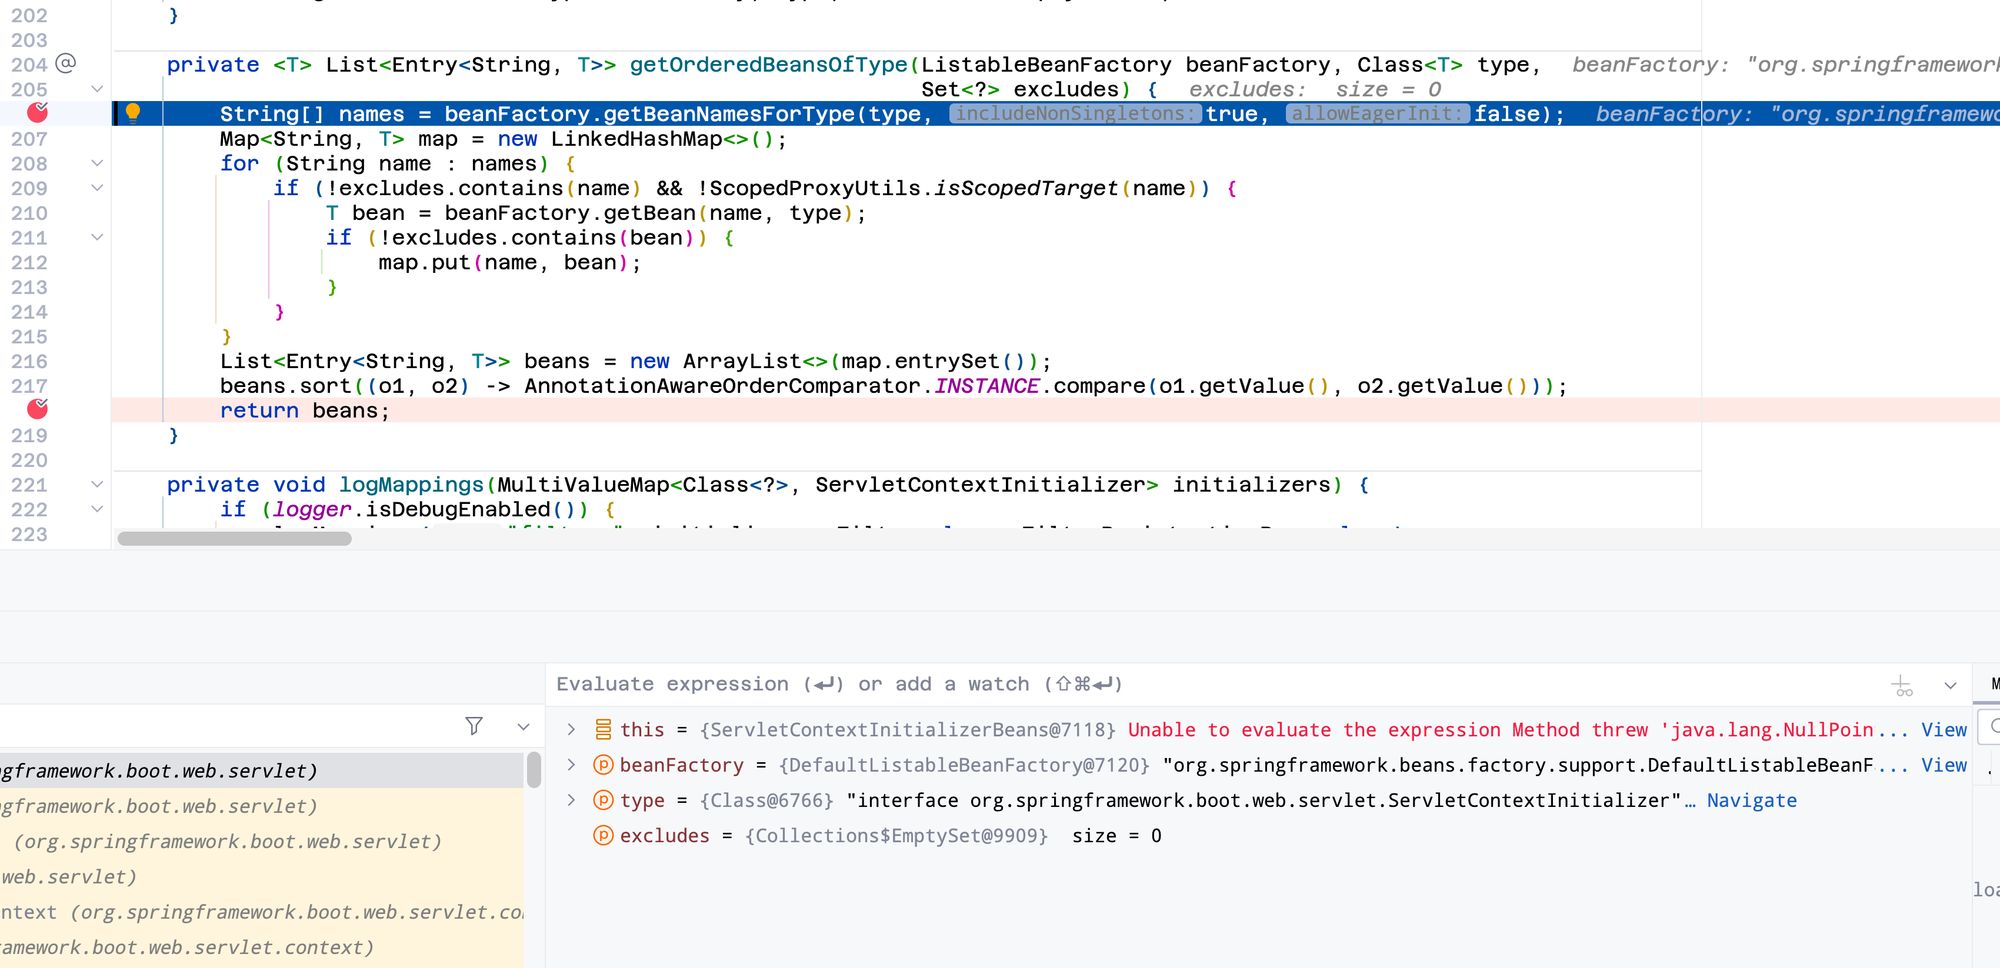 202 }
203
204 @ private <T> List<Entry<String, T>> getOrderedBeansOfType(ListableBeanFactory beanFactory, Class<T> type, beanFactory: "org.springframework
205 Set<?> excludes) { excludes: size = 0
String[] names = beanFactory.getBeanNamesForType(type, includeNonSingletons: true, allowEagerInit: false); beanFactory: "org.springframewo
207 Map<String, T> map = new LinkedHashMap<>();
208 for (String name : names) {
209 if (!excludes.contains(name) && !ScopedProxyUtils.isScopedTarget(name)) {
210 T bean = beanFactory.getBean(name, type);
211 if (!excludes.contains(bean)) {
212 map.put(name, bean);
213 }
214 }
215 }
216 List<Entry<String, T>> beans = new ArrayList<>(map.entrySet());
217 beans.sort((o1, o2) -> AnnotationAwareOrderComparator.INSTANCE.compare(o1.getValue(), o2.getValue()));
return beans;
219 }
220
221 private void logMappings(MultiValueMap<Class<?>, ServletContextInitializer> initializers) {
222 if (logger.isDebugEnabled()) {
223
Evaluate expression (↩) or add a watch (⇧⌘↩)
this = {ServletContextInitializerBeans@7118} Unable to evaluate the expression Method threw 'java.lang.NullPoin... View
beanFactory = {DefaultListableBeanFactory@7120} "org.springframework.beans.factory.support.DefaultListableBeanF... View
type = {Class@6766} "interface org.springframework.boot.web.servlet.ServletContextInitializer"… Navigate
excludes = {Collections$EmptySet@9909} size = 0
gframework.boot.web.servlet)
gframework.boot.web.servlet)
(org.springframework.boot.web.servlet)
web.servlet)
ntext (org.springframework.boot.web.servlet.co
amework.boot.web.servlet.context)
M
loa